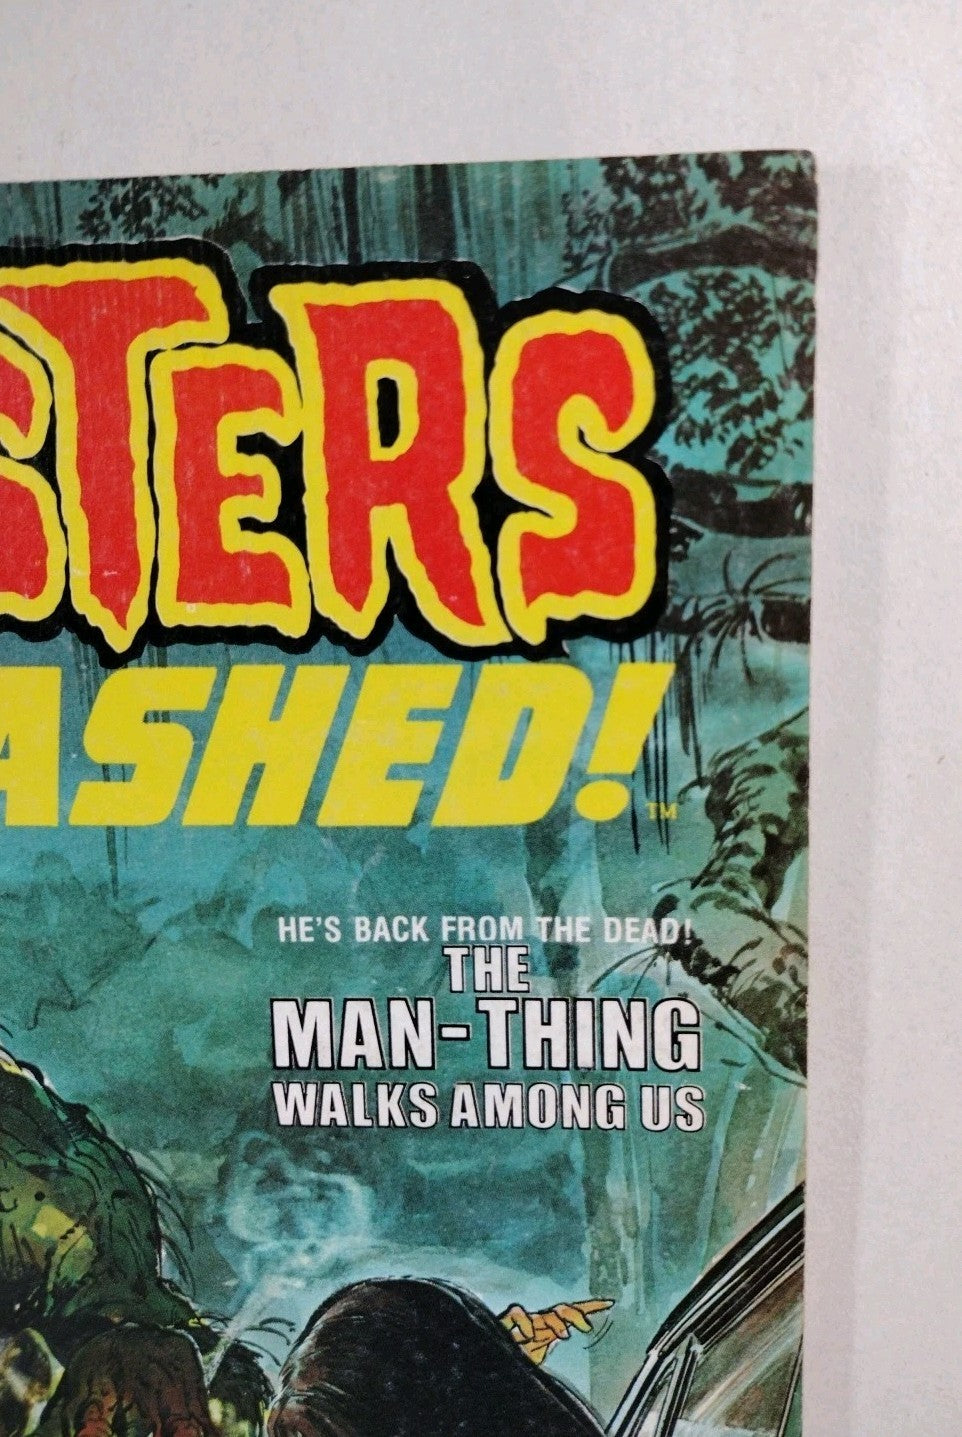 STERS
ASHED!™
HE'S BACK FROM THE DEAD!
THE
MAN-THING
WALKS AMONG US